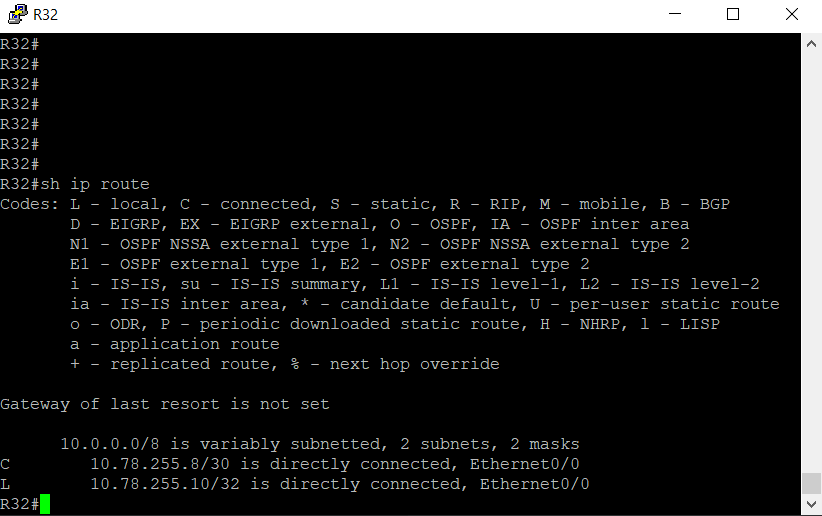 R32
R32#
R32#
R32#
R32#
R32#
R32#
R32#
R32#sh ip route
Codes: L - local, C - connected, S - static, R - RIP, M - mobile, B - BGP
       D - EIGRP, EX - EIGRP external, O - OSPF, IA - OSPF inter area
       N1 - OSPF NSSA external type 1, N2 - OSPF NSSA external type 2
       E1 - OSPF external type 1, E2 - OSPF external type 2
       i - IS-IS, su - IS-IS summary, L1 - IS-IS level-1, L2 - IS-IS level-2
       ia - IS-IS inter area, * - candidate default, U - per-user static route
       o - ODR, P - periodic downloaded static route, H - NHRP, l - LISP
       a - application route
       + - replicated route, % - next hop override
Gateway of last resort is not set
      10.0.0.0/8 is variably subnetted, 2 subnets, 2 masks
C        10.78.255.8/30 is directly connected, Ethernet0/0
L        10.78.255.10/32 is directly connected, Ethernet0/0
R32#